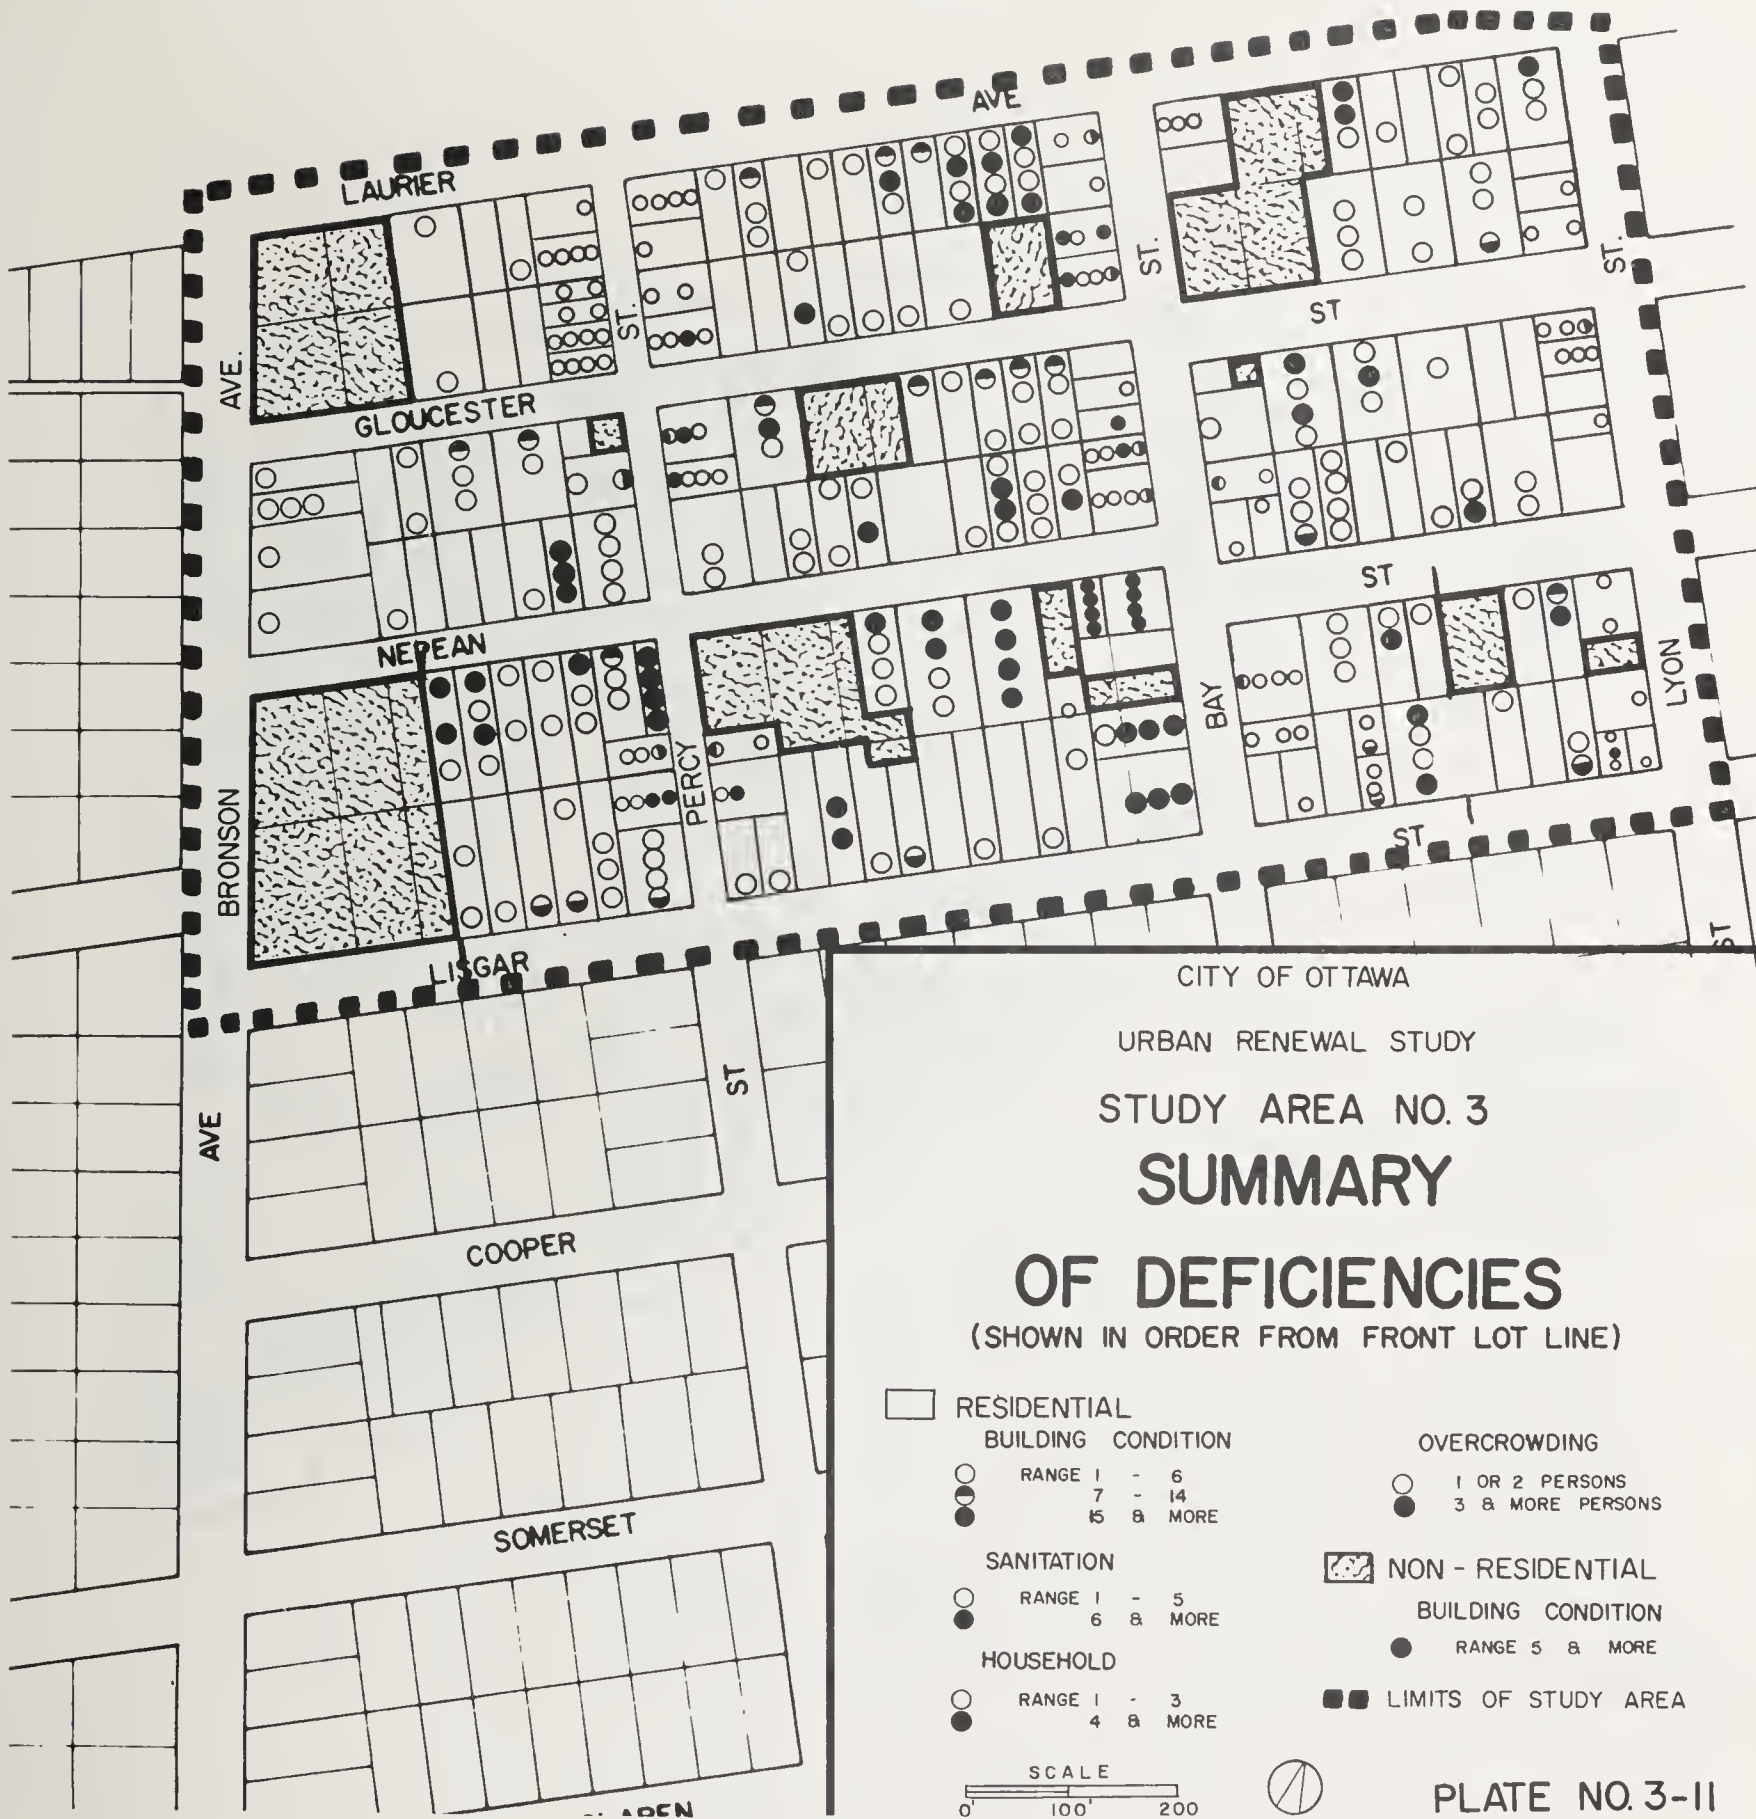 LAURIER
AVE
GLOUCESTER
ST
NEPEAN
ST
LISGAR
ST
COOPER
SOMERSET
AVE.
BRONSON
AVE
ST.
PERCY
ST
ST.
BAY
ST.
LYON
ST
CITY OF OTTAWA
URBAN RENEWAL STUDY
STUDY AREA NO. 3
SUMMARY
OF DEFICIENCIES
(SHOWN IN ORDER FROM FRONT LOT LINE)
RESIDENTIAL
BUILDING CONDITION
RANGE 1 - 6
7 - 14
15 & MORE
SANITATION
RANGE 1 - 5
6 & MORE
HOUSEHOLD
RANGE 1 - 3
4 & MORE
OVERCROWDING
1 OR 2 PERSONS
3 & MORE PERSONS
NON - RESIDENTIAL
BUILDING CONDITION
RANGE 5 & MORE
LIMITS OF STUDY AREA
SCALE
0' 100' 200
PLATE NO. 3-11